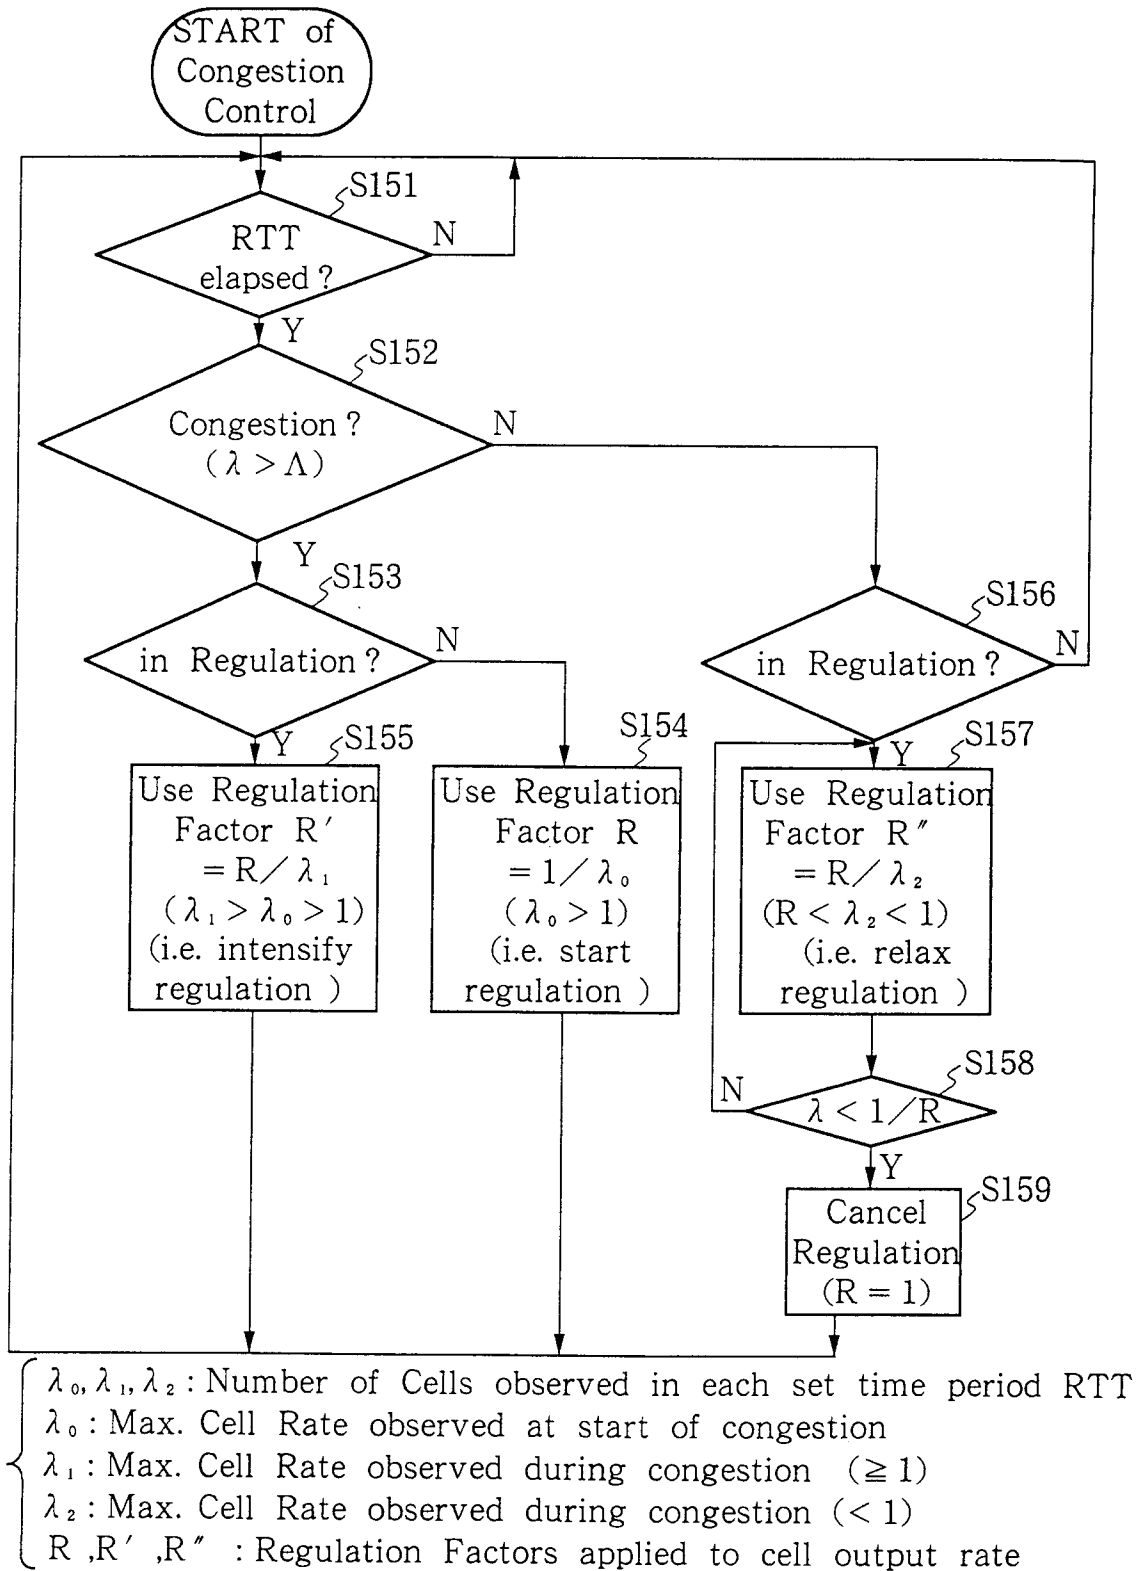 START of
Congestion
Control
S151
RTT
elapsed ?
N
Y
S152
Congestion ?
( λ > Λ )
N
Y
S153
in Regulation ?
N
Y
S156
in Regulation ?
N
Y
S155
Use Regulation
Factor R′
= R ／ λ₁
( λ₁ > λ₀ > 1 )
(i.e. intensify
regulation )
S154
Use Regulation
Factor R
= 1 ／ λ₀
( λ₀ > 1 )
(i.e. start
regulation )
S157
Use Regulation
Factor R″
= R ／ λ₂
( R < λ₂ < 1 )
(i.e. relax
regulation )
S158
λ < 1 ／ R
N
Y
S159
Cancel
Regulation
( R = 1 )
λ₀, λ₁, λ₂ : Number of Cells observed in each set time period RTT
λ₀ : Max. Cell Rate observed at start of congestion
λ₁ : Max. Cell Rate observed during congestion ( ≧ 1 )
λ₂ : Max. Cell Rate observed during congestion ( < 1 )
R ,R′ ,R″ : Regulation Factors applied to cell output rate